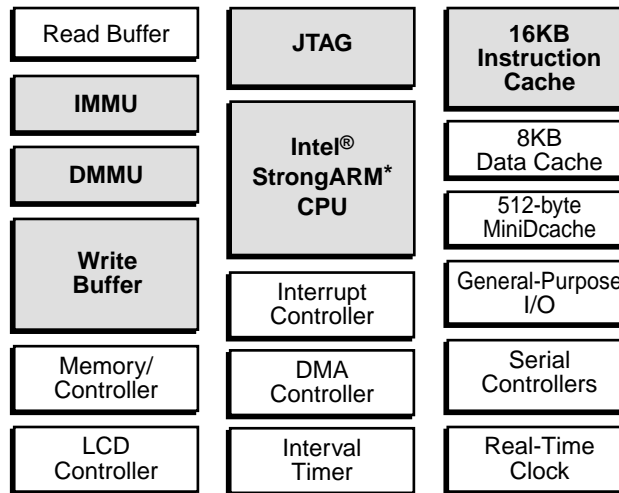 Read Buffer
IMMU
DMMU
Write
Buffer
Memory/
Controller
LCD
Controller
JTAG
Intel®
StrongARM*
CPU
Interrupt
Controller
DMA
Controller
Interval
Timer
16KB
Instruction
Cache
8KB
Data Cache
512-byte
MiniDcache
General-Purpose
I/O
Serial
Controllers
Real-Time
Clock